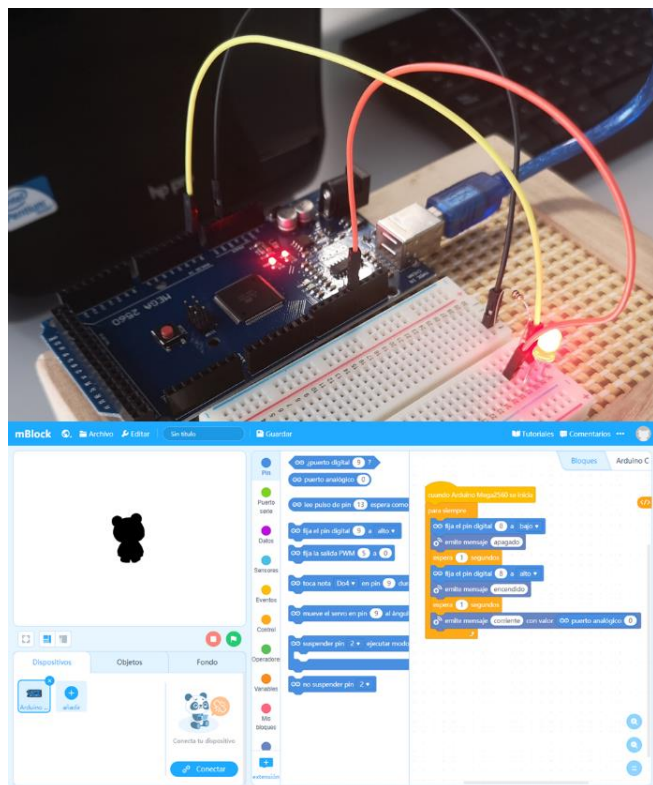 hp
intel
MEGA 2560
mBlock Archivo Editar Sin título Guardar Tutoriales Comentarios
Bloques Arduino C
Pin
Puerto serie
Datos
Sensores
Eventos
Control
Operadores
Variables
Mis bloques
extensión
¿puerto digital 9 ?
puerto analógico 0
lee pulso de pin 13 espera como
fija el pin digital 9 a alto
fija la salida PWM 5 a 0
toca nota Do4 en pin 9
mueve el servo en pin 9 al ángul
suspender pin 2 ejecutar modo
no suspender pin 2
cuando Arduino Mega2560 se inicia
para siempre
fija el pin digital 8 a bajo
emite mensaje apagado
espera 1 segundos
fija el pin digital 8 a alto
emite mensaje encendido
espera 1 segundos
emite mensaje corriente con valor puerto analógico 0
Dispositivos Objetos Fondo
Arduino ...
añadir
Conecta tu dispositivo
Conectar